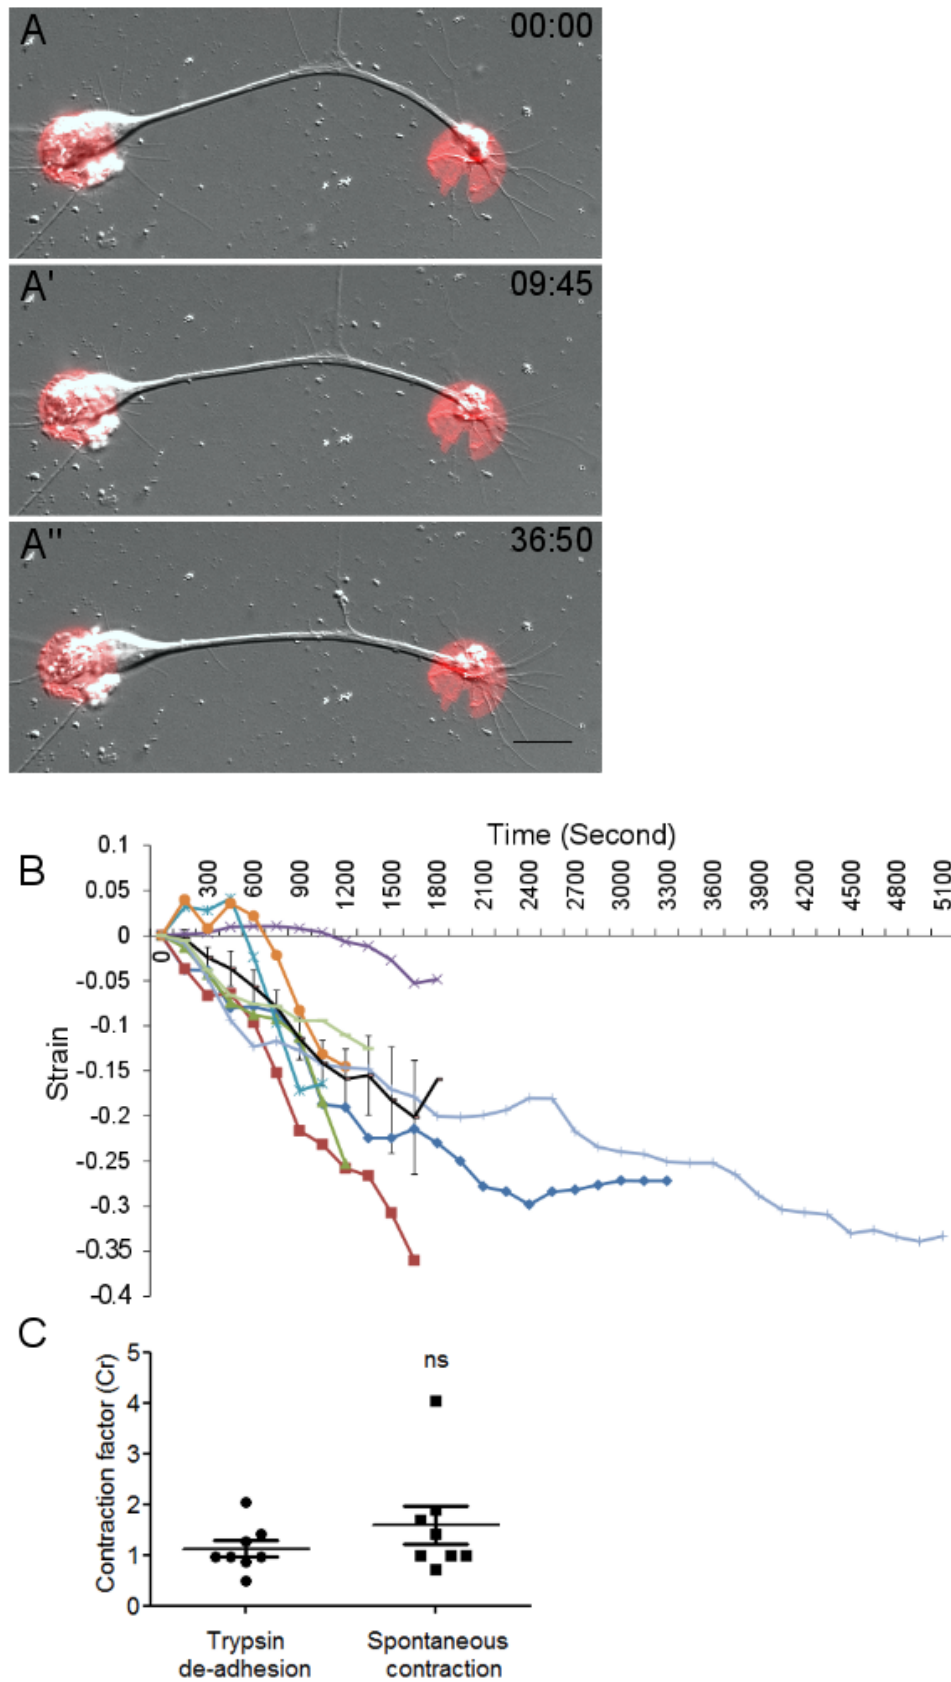 A 00:00
A' 09:45
A" 36:50
B
Time (Second)
0.1
0.05
0
-0.05
-0.1
-0.15
-0.2
-0.25
-0.3
-0.35
-0.4
Strain
0 300 600 900 1200 1500 1800 2100 2400 2700 3000 3300 3600 3900 4200 4500 4800 5100
C
ns
5
4
3
2
1
0
Contraction factor (Cr)
Trypsin
de-adhesion
Spontaneous
contraction